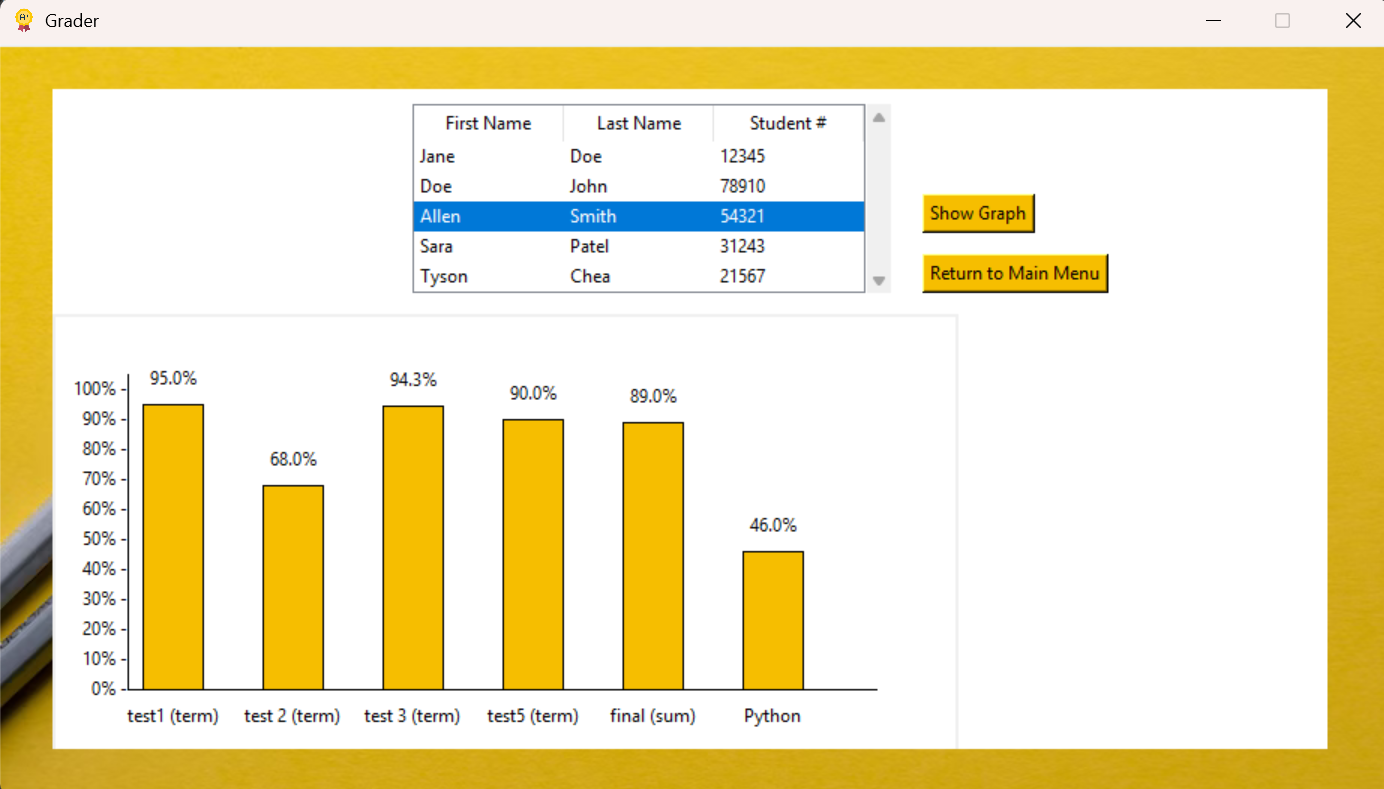 Grader
First Name Last Name Student #
Jane Doe 12345
Doe John 78910
Allen Smith 54321
Sara Patel 31243
Tyson Chea 21567
Show Graph
Return to Main Menu
95.0% 68.0% 94.3% 90.0% 89.0% 46.0%
100%
90%
80%
70%
60%
50%
40%
30%
20%
10%
0%
test1 (term) test 2 (term) test 3 (term) test5 (term) final (sum) Python